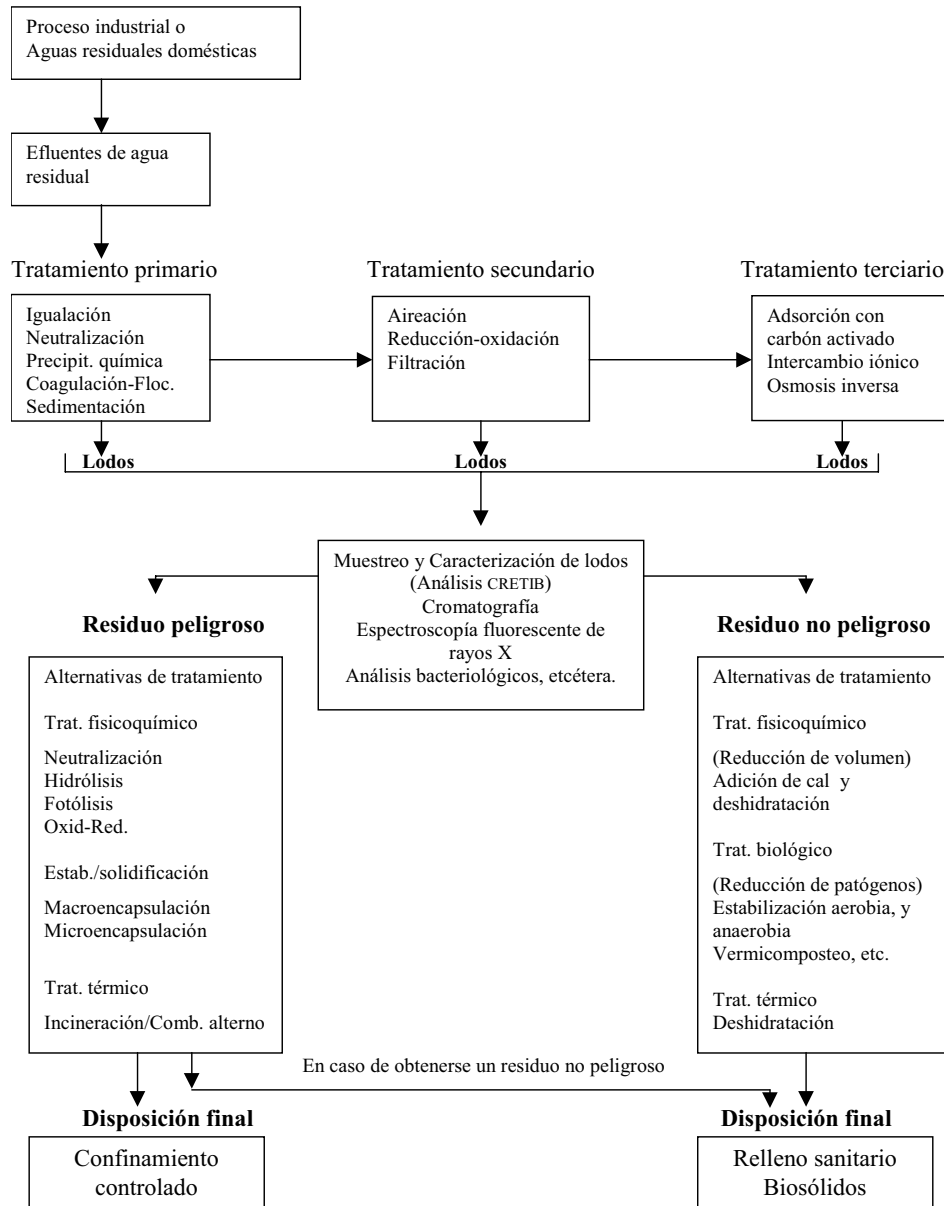 Proceso industrial o
Aguas residuales domésticas
Efluentes de agua
residual
Tratamiento primario
Tratamiento secundario
Tratamiento terciario
Igualación
Neutralización
Precipit. química
Coagulación-Floc.
Sedimentación
Aireación
Reducción-oxidación
Filtración
Adsorción con
carbón activado
Intercambio iónico
Osmosis inversa
Lodos
Lodos
Lodos
Muestreo y Caracterización de lodos
(Análisis CRETIB)
Cromatografía
Espectroscopía fluorescente de
rayos X
Análisis bacteriológicos, etcétera.
Residuo peligroso
Alternativas de tratamiento
Trat. fisicoquímico
Neutralización
Hidrólisis
Fotólisis
Oxid-Red.
Estab./solidificación
Macroencapsulación
Microencapsulación
Trat. térmico
Incineración/Comb. alterno
Residuo no peligroso
Alternativas de tratamiento
Trat. fisicoquímico
(Reducción de volumen)
Adición de cal y
deshidratación
Trat. biológico
(Reducción de patógenos)
Estabilización aerobia, y
anaerobia
Vermicomposteo, etc.
Trat. térmico
Deshidratación
En caso de obtenerse un residuo no peligroso
Disposición final
Confinamiento
controlado
Disposición final
Relleno sanitario
Biosólidos